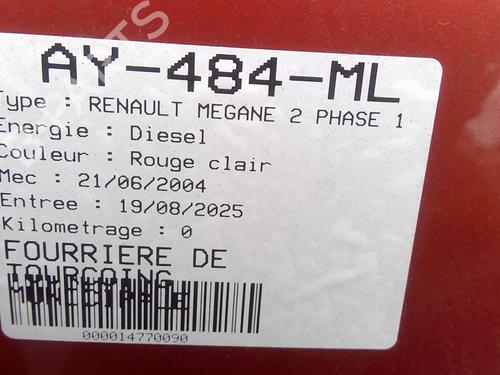 AY-484-ML
Type : RENAULT MEGANE 2 PHASE 1
Energie : Diesel
Couleur : Rouge clair
Mec : 21/06/2004
Entree : 19/08/2025
Kilometrage : 0
FOURRIERE DE
TOURCOING
000014770090